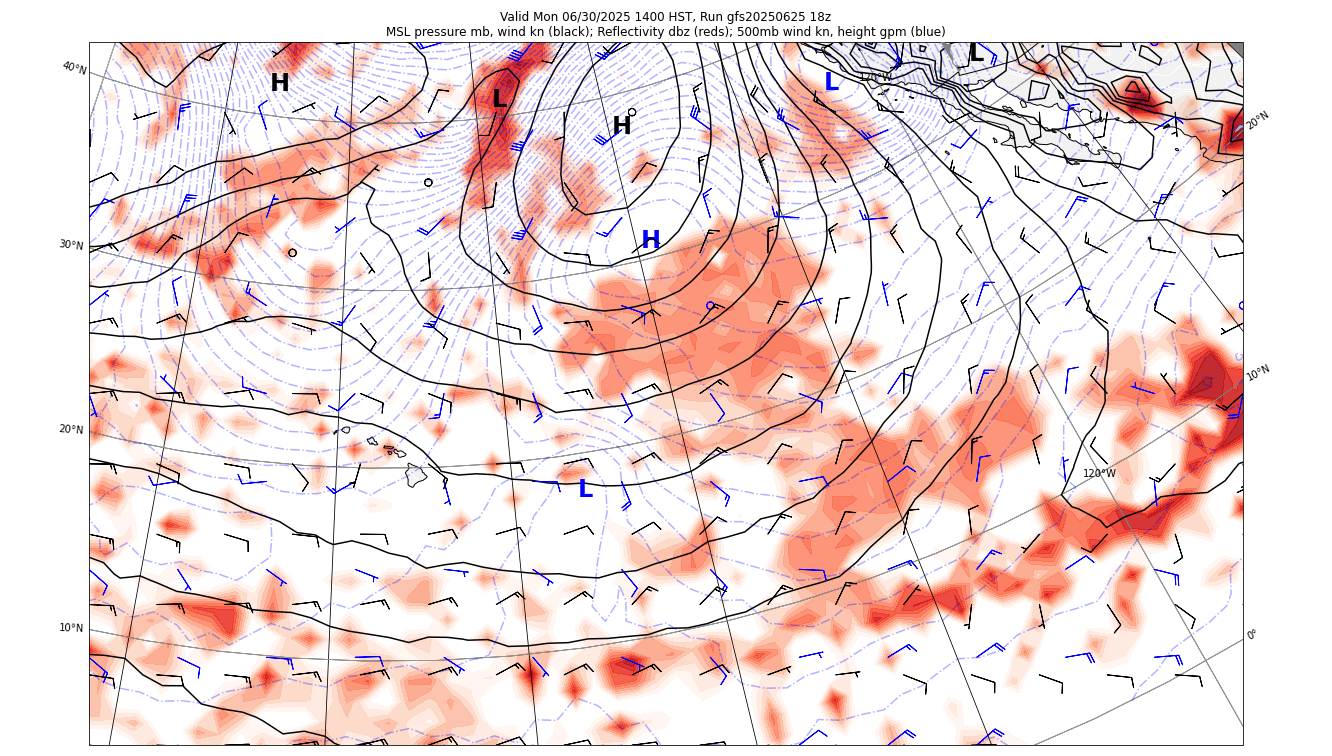 Valid Mon 06/30/2025 1400 HST, Run gfs20250625 18z
MSL pressure mb, wind kn (black); Reflectivity dbz (reds); 500mb wind kn, height gpm (blue)
L
40°N
120°W
H
L
L
20°N
H
30°N
H
10°N
20°N
120°W
L
10°N
0°